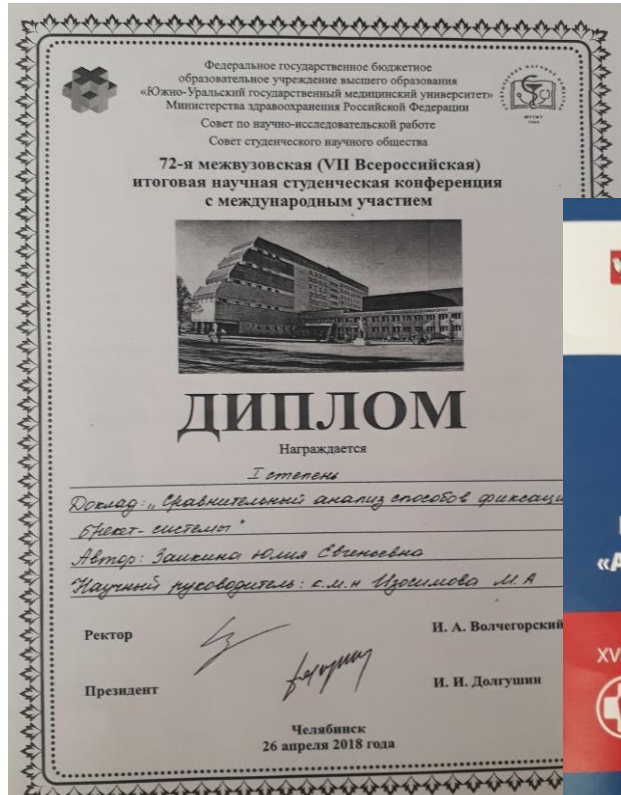 Федеральное государственное бюджетное
образовательное учреждение высшего образования
«Южно-Уральский государственный медицинский университет»
Министерства здравоохранения Российской Федерации
Совет по научно-исследовательской работе
Совет студенческого научного общества
72-я межвузовская (VII Всероссийская)
итоговая научная студенческая конференция
с международным участием
ДИПЛОМ
Награждается
I степень
Доклад: „Сравнительный анализ способов фиксаци
брекет-системы"
Автор: Заикина Юлия Евгеньевна
Научный руководитель: к.м.н Изосимова М.А
Ректор
И. А. Волчегорский
Президент
И. И. Долгушин
Челябинск
26 апреля 2018 года
«А
XV